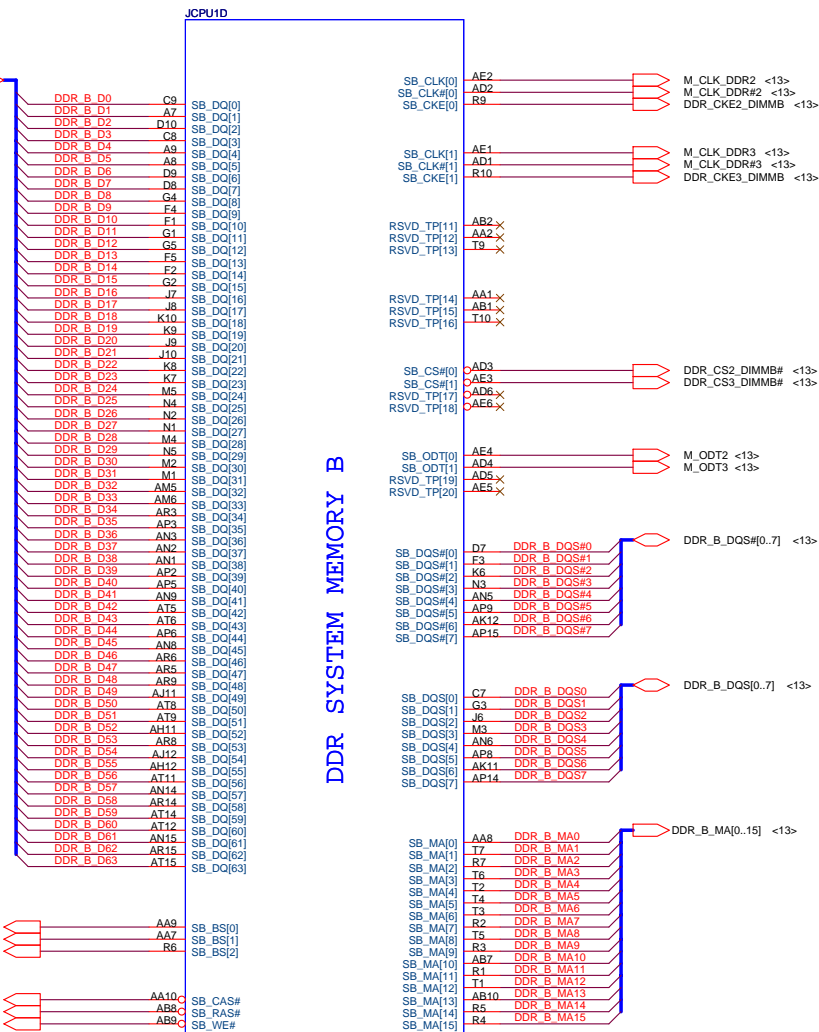 JCPU1D
DDR_B_D0 C9 SB_DQ[0]
DDR_B_D1 A7 SB_DQ[1]
DDR_B_D2 D10 SB_DQ[2]
DDR_B_D3 C8 SB_DQ[3]
DDR_B_D4 A9 SB_DQ[4]
DDR_B_D5 A8 SB_DQ[5]
DDR_B_D6 D9 SB_DQ[6]
DDR_B_D7 D8 SB_DQ[7]
DDR_B_D8 G4 SB_DQ[8]
DDR_B_D9 F4 SB_DQ[9]
DDR_B_D10 F1 SB_DQ[10]
DDR_B_D11 G1 SB_DQ[11]
DDR_B_D12 G5 SB_DQ[12]
DDR_B_D13 F5 SB_DQ[13]
DDR_B_D14 F2 SB_DQ[14]
DDR_B_D15 G2 SB_DQ[15]
DDR_B_D16 J7 SB_DQ[16]
DDR_B_D17 J8 SB_DQ[17]
DDR_B_D18 K10 SB_DQ[18]
DDR_B_D19 K9 SB_DQ[19]
DDR_B_D20 J9 SB_DQ[20]
DDR_B_D21 J10 SB_DQ[21]
DDR_B_D22 K8 SB_DQ[22]
DDR_B_D23 K7 SB_DQ[23]
DDR_B_D24 M5 SB_DQ[24]
DDR_B_D25 N4 SB_DQ[25]
DDR_B_D26 N2 SB_DQ[26]
DDR_B_D27 N1 SB_DQ[27]
DDR_B_D28 M4 SB_DQ[28]
DDR_B_D29 N5 SB_DQ[29]
DDR_B_D30 M2 SB_DQ[30]
DDR_B_D31 M1 SB_DQ[31]
DDR_B_D32 AM5 SB_DQ[32]
DDR_B_D33 AM6 SB_DQ[33]
DDR_B_D34 AR3 SB_DQ[34]
DDR_B_D35 AP3 SB_DQ[35]
DDR_B_D36 AN3 SB_DQ[36]
DDR_B_D37 AN2 SB_DQ[37]
DDR_B_D38 AN1 SB_DQ[38]
DDR_B_D39 AP2 SB_DQ[39]
DDR_B_D40 AP5 SB_DQ[40]
DDR_B_D41 AN9 SB_DQ[41]
DDR_B_D42 AT5 SB_DQ[42]
DDR_B_D43 AT6 SB_DQ[43]
DDR_B_D44 AP6 SB_DQ[44]
DDR_B_D45 AN8 SB_DQ[45]
DDR_B_D46 AR6 SB_DQ[46]
DDR_B_D47 AR5 SB_DQ[47]
DDR_B_D48 AR9 SB_DQ[48]
DDR_B_D49 AJ11 SB_DQ[49]
DDR_B_D50 AT8 SB_DQ[50]
DDR_B_D51 AT9 SB_DQ[51]
DDR_B_D52 AH11 SB_DQ[52]
DDR_B_D53 AR8 SB_DQ[53]
DDR_B_D54 AJ12 SB_DQ[54]
DDR_B_D55 AH12 SB_DQ[55]
DDR_B_D56 AT11 SB_DQ[56]
DDR_B_D57 AN14 SB_DQ[57]
DDR_B_D58 AR14 SB_DQ[58]
DDR_B_D59 AT14 SB_DQ[59]
DDR_B_D60 AT12 SB_DQ[60]
DDR_B_D61 AN15 SB_DQ[61]
DDR_B_D62 AR15 SB_DQ[62]
DDR_B_D63 AT15 SB_DQ[63]
AA9 SB_BS[0]
AA7 SB_BS[1]
R6 SB_BS[2]
AA10 SB_CAS#
AB8 SB_RAS#
AB9 SB_WE#
DDR SYSTEM MEMORY B
SB_CLK[0] AE2 M_CLK_DDR2 <13>
SB_CLK#[0] AD2 M_CLK_DDR#2 <13>
SB_CKE[0] R9 DDR_CKE2_DIMMB <13>
SB_CLK[1] AE1 M_CLK_DDR3 <13>
SB_CLK#[1] AD1 M_CLK_DDR#3 <13>
SB_CKE[1] R10 DDR_CKE3_DIMMB <13>
RSVD_TP[11] AB2
RSVD_TP[12] AA2
RSVD_TP[13] T9
RSVD_TP[14] AA1
RSVD_TP[15] AB1
RSVD_TP[16] T10
SB_CS#[0] AD3 DDR_CS2_DIMMB# <13>
SB_CS#[1] AE3 DDR_CS3_DIMMB# <13>
RSVD_TP[17] AD6
RSVD_TP[18] AE6
SB_ODT[0] AE4 M_ODT2 <13>
SB_ODT[1] AD4 M_ODT3 <13>
RSVD_TP[19] AD5
RSVD_TP[20] AE5
DDR_B_DQS#[0..7] <13>
SB_DQS#[0] D7 DDR_B_DQS#0
SB_DQS#[1] F3 DDR_B_DQS#1
SB_DQS#[2] K6 DDR_B_DQS#2
SB_DQS#[3] N3 DDR_B_DQS#3
SB_DQS#[4] AN5 DDR_B_DQS#4
SB_DQS#[5] AP9 DDR_B_DQS#5
SB_DQS#[6] AK12 DDR_B_DQS#6
SB_DQS#[7] AP15 DDR_B_DQS#7
DDR_B_DQS[0..7] <13>
SB_DQS[0] C7 DDR_B_DQS0
SB_DQS[1] G3 DDR_B_DQS1
SB_DQS[2] J6 DDR_B_DQS2
SB_DQS[3] M3 DDR_B_DQS3
SB_DQS[4] AN6 DDR_B_DQS4
SB_DQS[5] AP8 DDR_B_DQS5
SB_DQS[6] AK11 DDR_B_DQS6
SB_DQS[7] AP14 DDR_B_DQS7
DDR_B_MA[0..15] <13>
SB_MA[0] AA8 DDR_B_MA0
SB_MA[1] T7 DDR_B_MA1
SB_MA[2] R7 DDR_B_MA2
SB_MA[3] T6 DDR_B_MA3
SB_MA[4] T2 DDR_B_MA4
SB_MA[5] T4 DDR_B_MA5
SB_MA[6] T3 DDR_B_MA6
SB_MA[7] R2 DDR_B_MA7
SB_MA[8] T5 DDR_B_MA8
SB_MA[9] R3 DDR_B_MA9
SB_MA[10] AB7 DDR_B_MA10
SB_MA[11] R1 DDR_B_MA11
SB_MA[12] T1 DDR_B_MA12
SB_MA[13] AB10 DDR_B_MA13
SB_MA[14] R5 DDR_B_MA14
SB_MA[15] R4 DDR_B_MA15